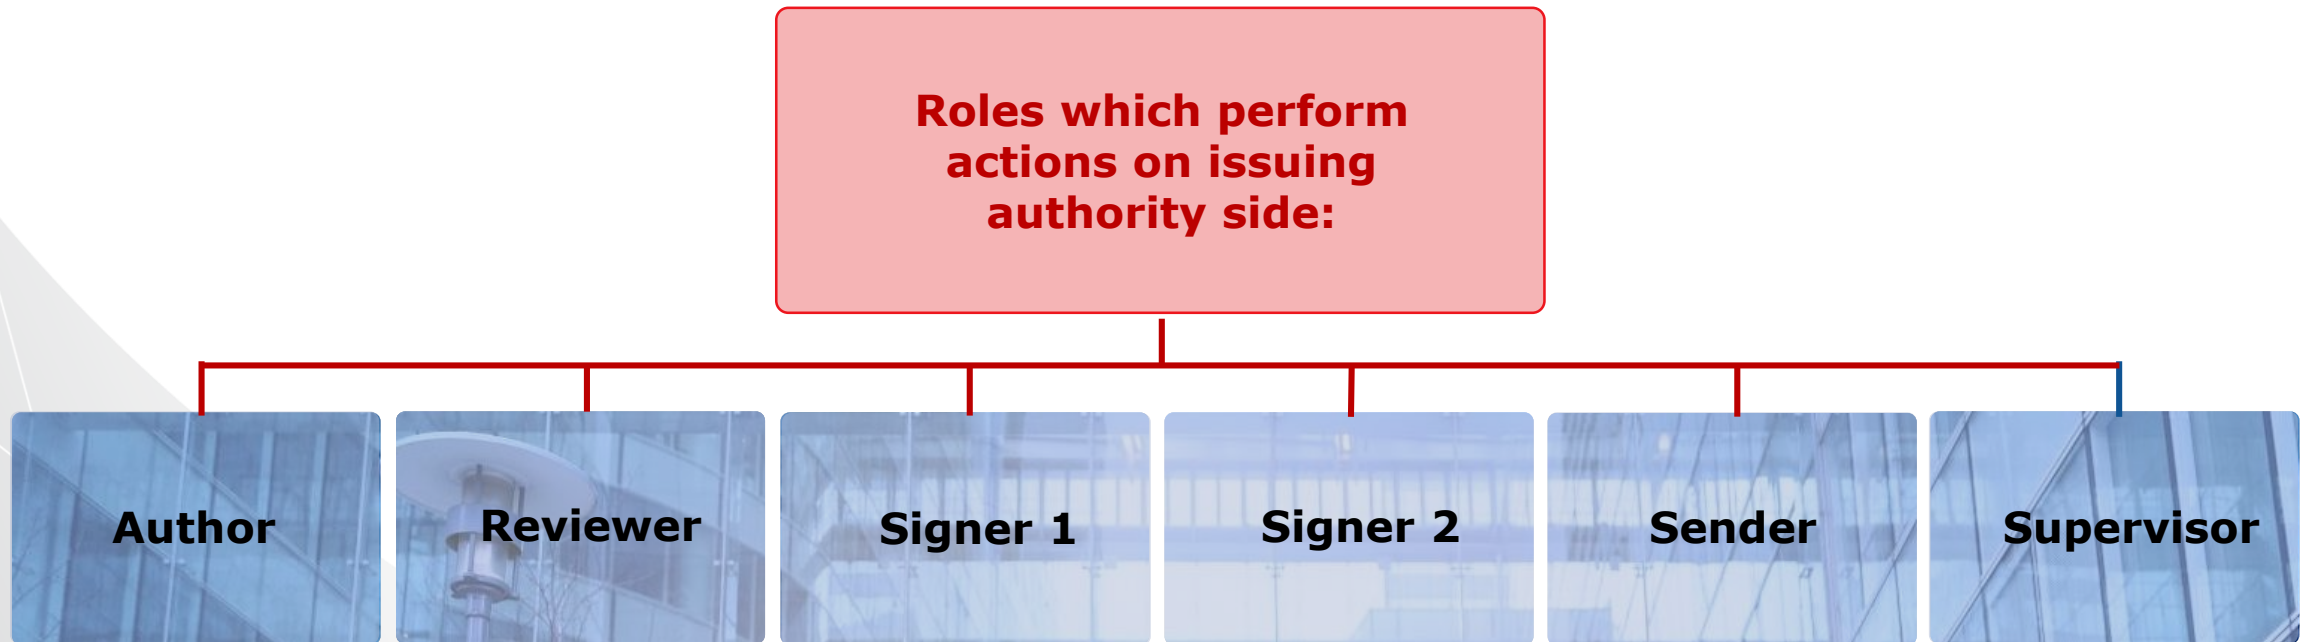 Roles which perform
actions on issuing
authority side:
Author
Reviewer
Signer 1
Signer 2
Sender
Supervisor